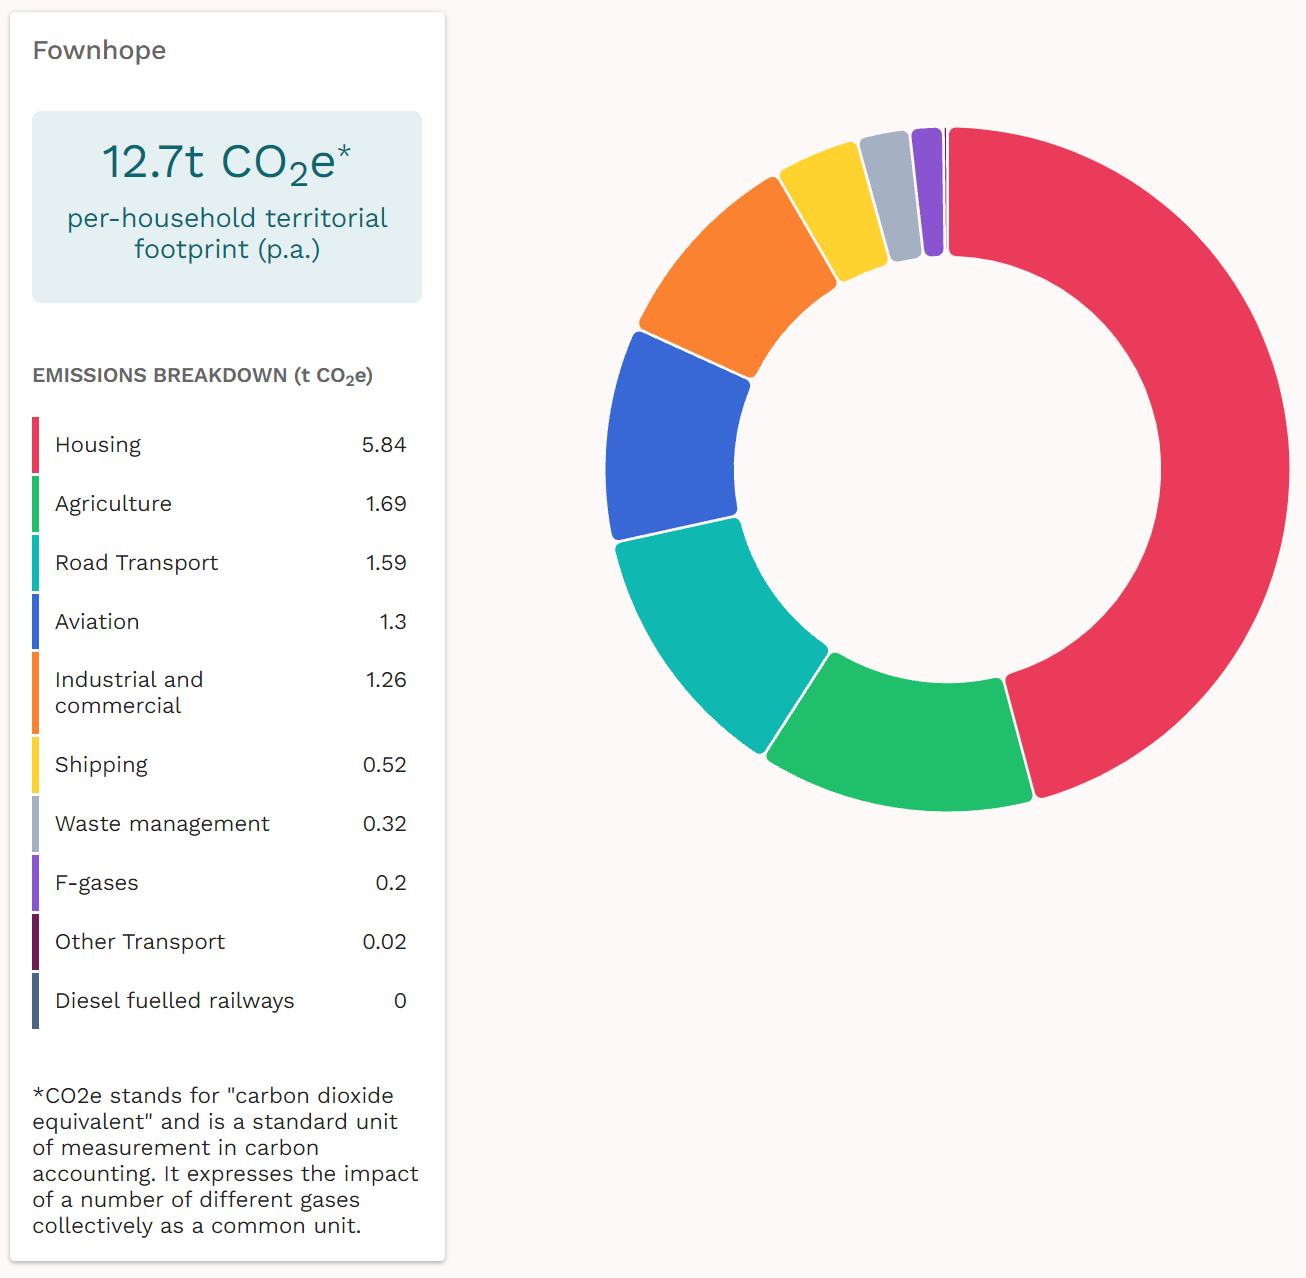 Fownhope
12.7t CO₂e*
per-household territorial
footprint (p.a.)
EMISSIONS BREAKDOWN (t CO₂e)
Housing 5.84
Agriculture 1.69
Road Transport 1.59
Aviation 1.3
Industrial and 1.26
commercial
Shipping 0.52
Waste management 0.32
F-gases 0.2
Other Transport 0.02
Diesel fuelled railways 0
*CO2e stands for "carbon dioxide
equivalent" and is a standard unit
of measurement in carbon
accounting. It expresses the impact
of a number of different gases
collectively as a common unit.